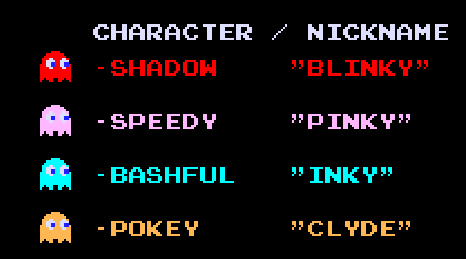 CHARACTER / NICKNAME
-SHADOW "BLINKY"
-SPEEDY "PINKY"
-BASHFUL "INKY"
-POKEY "CLYDE"